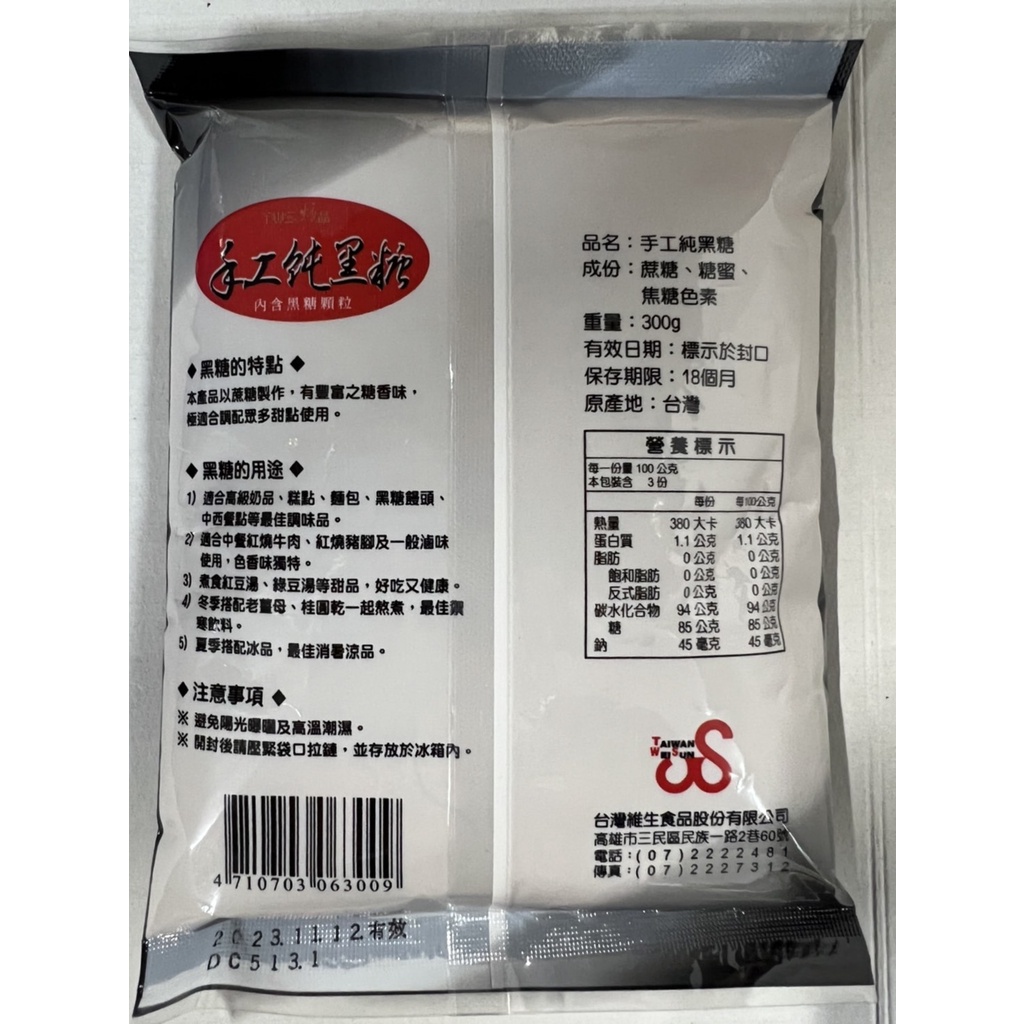 手工純黑糖
內含黑糖顆粒
◆ 黑糖的特點 ◆
本產品以蔗糖製作，有豐富之糖香味，
極適合調配眾多甜點使用。
◆ 黑糖的用途 ◆
1) 適合高級奶品、糕點、麵包、黑糖饅頭、
中西餐點等最佳調味品。
2) 適合中餐紅燒牛肉、紅燒豬腳及一般滷味
使用，色香味獨特。
3) 煮食紅豆湯、綠豆湯等甜品，好吃又健康。
4) 冬季搭配老薑母、桂圓乾一起熬煮，最佳禦
寒飲料。
5) 夏季搭配冰品，最佳消暑涼品。
◆ 注意事項 ◆
※ 避免陽光曝曬及高溫潮濕。
※ 開封後請壓緊袋口拉鏈，並存放於冰箱內。
4 710703 063009
2023.11.12.有效
DC513.1
品名：手工純黑糖
成份：蔗糖、糖蜜、
焦糖色素
重量：300g
有效日期：標示於封口
保存期限：18個月
原產地：台灣
營養標示
每一份量 100 公克
本包裝含 3 份
每份 每100公克
熱量 380 大卡 380 大卡
蛋白質 1.1 公克 1.1 公克
脂肪 0 公克 0 公克
飽和脂肪 0 公克 0 公克
反式脂肪 0 公克 0 公克
碳水化合物 94 公克 94 公克
糖 85 公克 85 公克
鈉 45 毫克 45 毫克
TAIWAN
WEI SUN
台灣維生食品股份有限公司
高雄市三民區民族一路2巷60號
電話：(07)2222481
傳真：(07)2227312